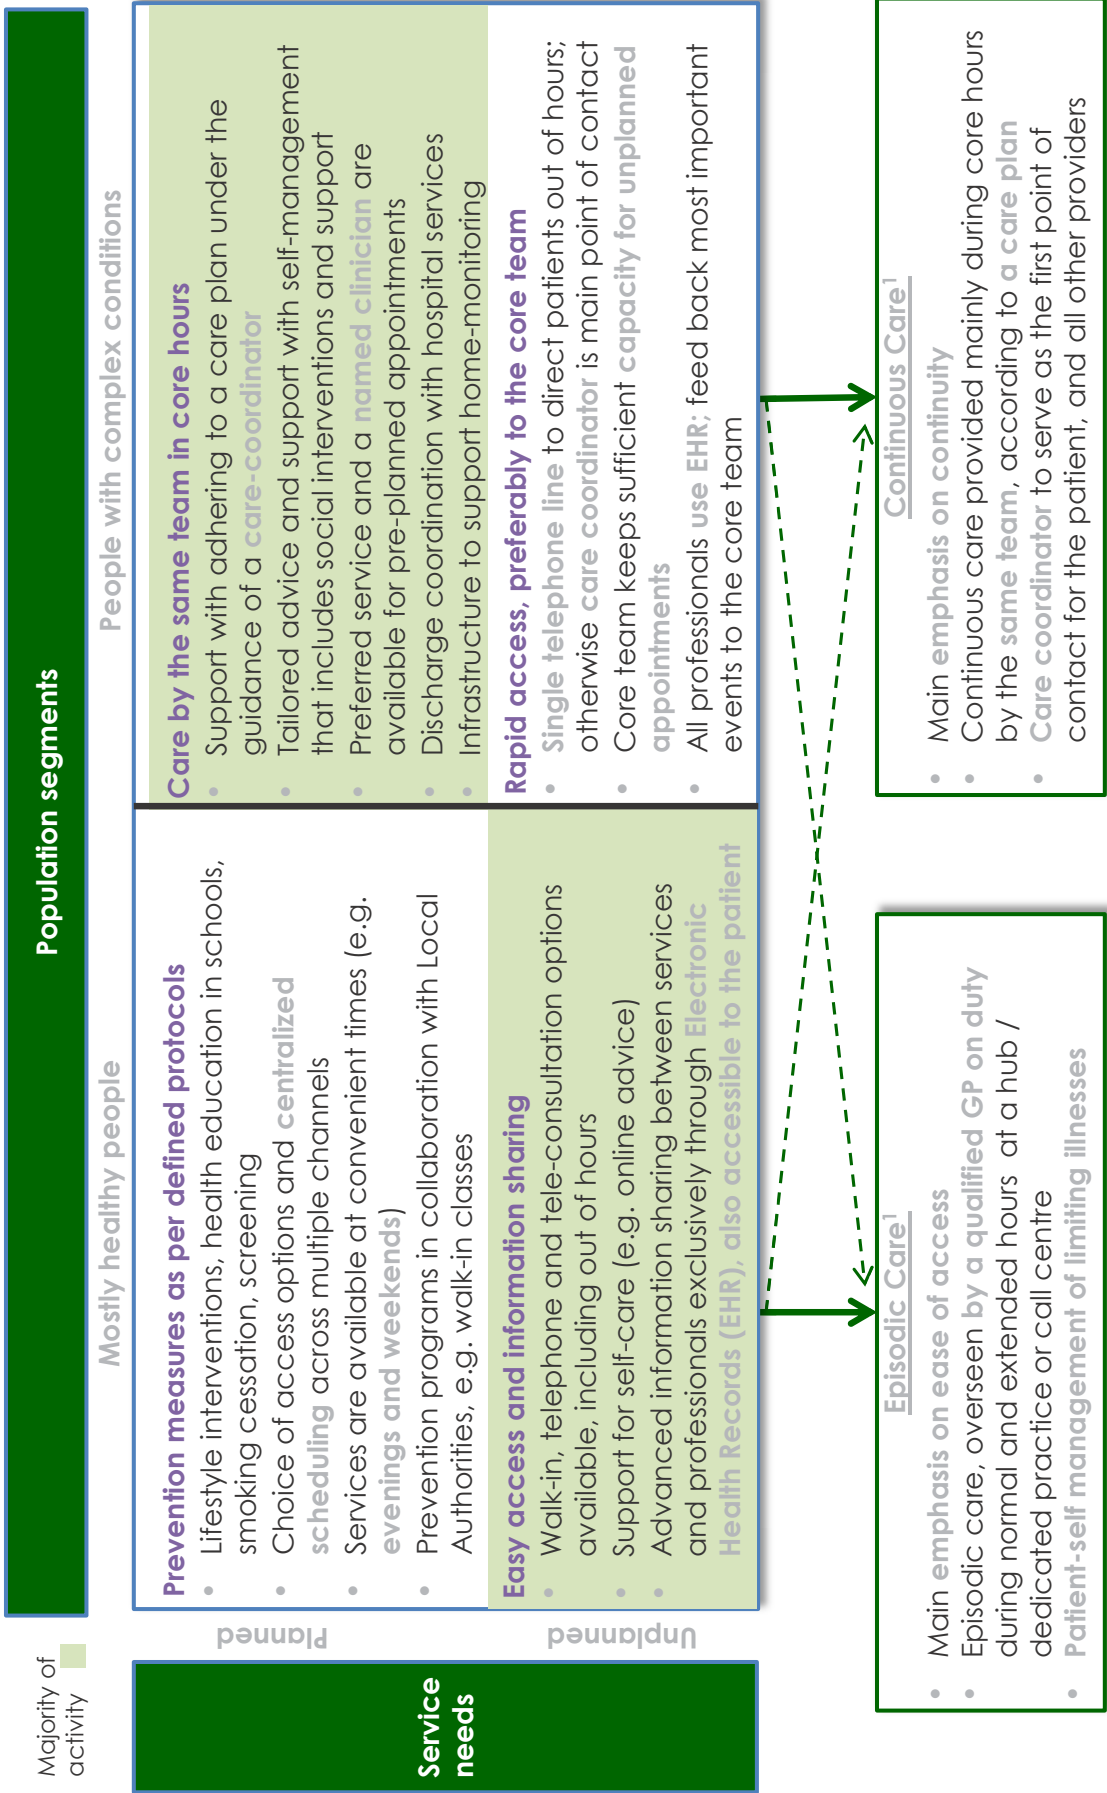 Majority of
activity
Population segments
Mostly healthy people
People with complex conditions
Service
needs
Planned
Unplanned
Prevention measures as per defined protocols
• Lifestyle interventions, health education in schools,
smoking cessation, screening
• Choice of access options and centralized
scheduling across multiple channels
• Services are available at convenient times (e.g.
evenings and weekends)
• Prevention programs in collaboration with Local
Authorities, e.g. walk-in classes
Care by the same team in core hours
• Support with adhering to a care plan under the
guidance of a care-coordinator
• Tailored advice and support with self-management
that includes social interventions and support
• Preferred service and a named clinician are
available for pre-planned appointments
• Discharge coordination with hospital services
• Infrastructure to support home-monitoring
Easy access and information sharing
• Walk-in, telephone and tele-consultation options
available, including out of hours
• Support for self-care (e.g. online advice)
• Advanced information sharing between services
and professionals exclusively through Electronic
Health Records (EHR), also accessible to the patient
Rapid access, preferably to the core team
• Single telephone line to direct patients out of hours;
otherwise care coordinator is main point of contact
• Core team keeps sufficient capacity for unplanned
appointments
• All professionals use EHR; feed back most important
events to the core team
Episodic Care¹
• Main emphasis on ease of access
• Episodic care, overseen by a qualified GP on duty
during normal and extended hours at a hub /
dedicated practice or call centre
• Patient-self management of limiting illnesses
Continuous Care¹
• Main emphasis on continuity
• Continuous care provided mainly during core hours
by the same team, according to a care plan
• Care coordinator to serve as the first point of
contact for the patient, and all other providers